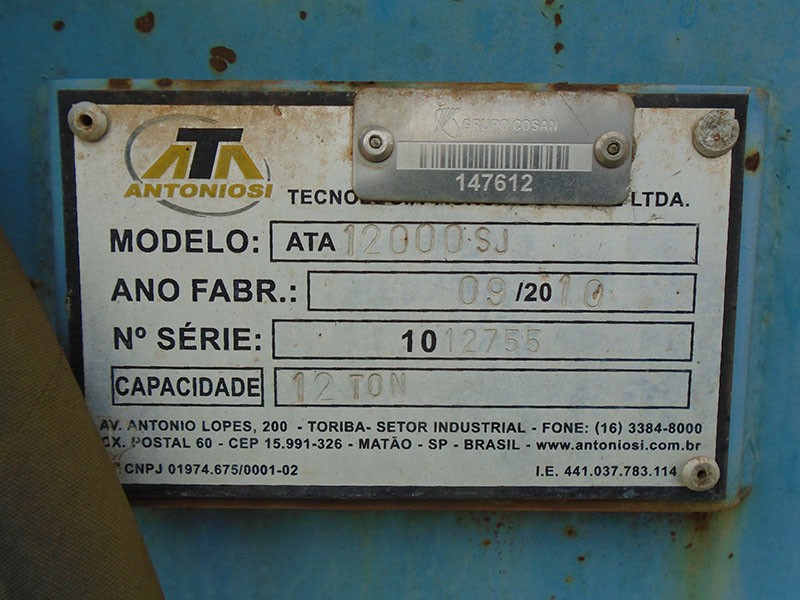 GRUPO COSAN
147612
ATA
ANTONIOSI
LTDA.
MODELO: ATA 12000 SJ
ANO FABR.: 09/2010
Nº SÉRIE: 1012755
CAPACIDADE 12 TON
AV. ANTONIO LOPES, 200 - TORIBA- SETOR INDUSTRIAL - FONE: (16) 3384-8000
CX. POSTAL 60 - CEP 15.991-326 - MATÃO - SP - BRASIL - www.antoniosi.com.br
CNPJ 01974.675/0001-02 I.E. 441.037.783.114